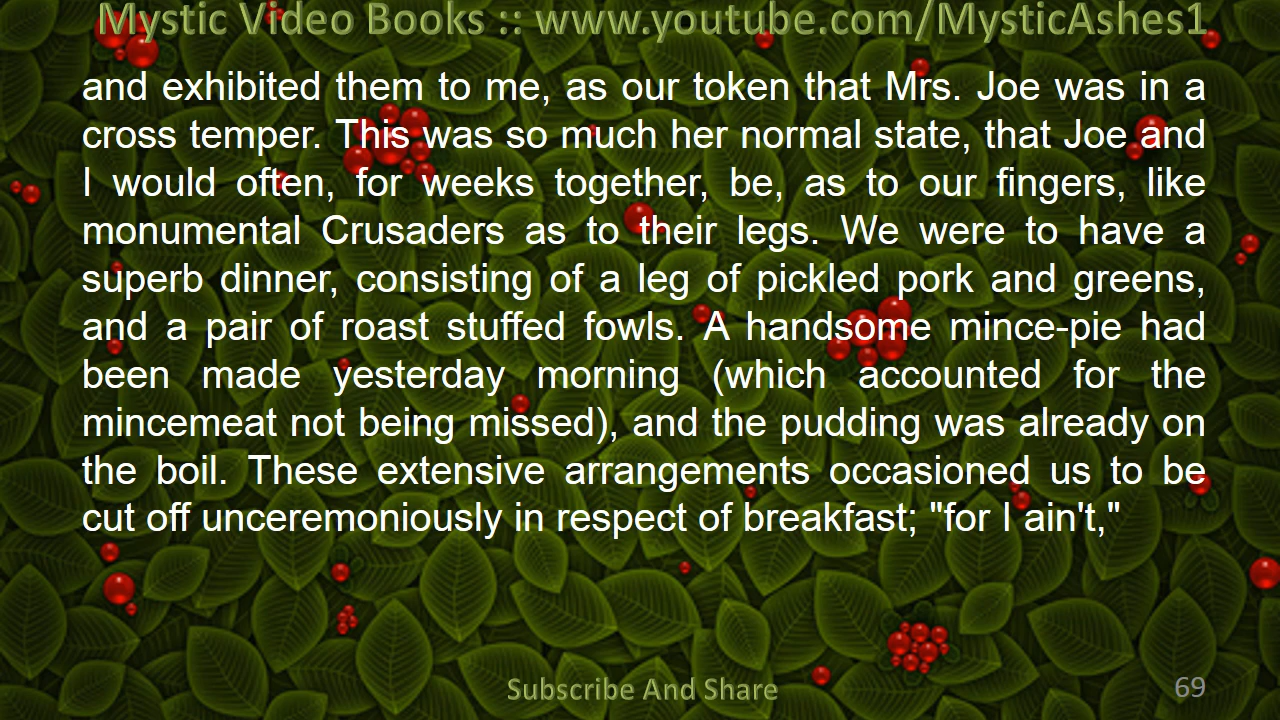 Mystic Video Books :: www.youtube.com/MysticAshes1
and exhibited them to me, as our token that Mrs. Joe was in a
cross temper. This was so much her normal state, that Joe and
I would often, for weeks together, be, as to our fingers, like
monumental Crusaders as to their legs. We were to have a
superb dinner, consisting of a leg of pickled pork and greens,
and a pair of roast stuffed fowls. A handsome mince-pie had
been made yesterday morning (which accounted for the
mincemeat not being missed), and the pudding was already on
the boil. These extensive arrangements occasioned us to be
cut off unceremoniously in respect of breakfast; "for I ain't,"
Subscribe And Share
69